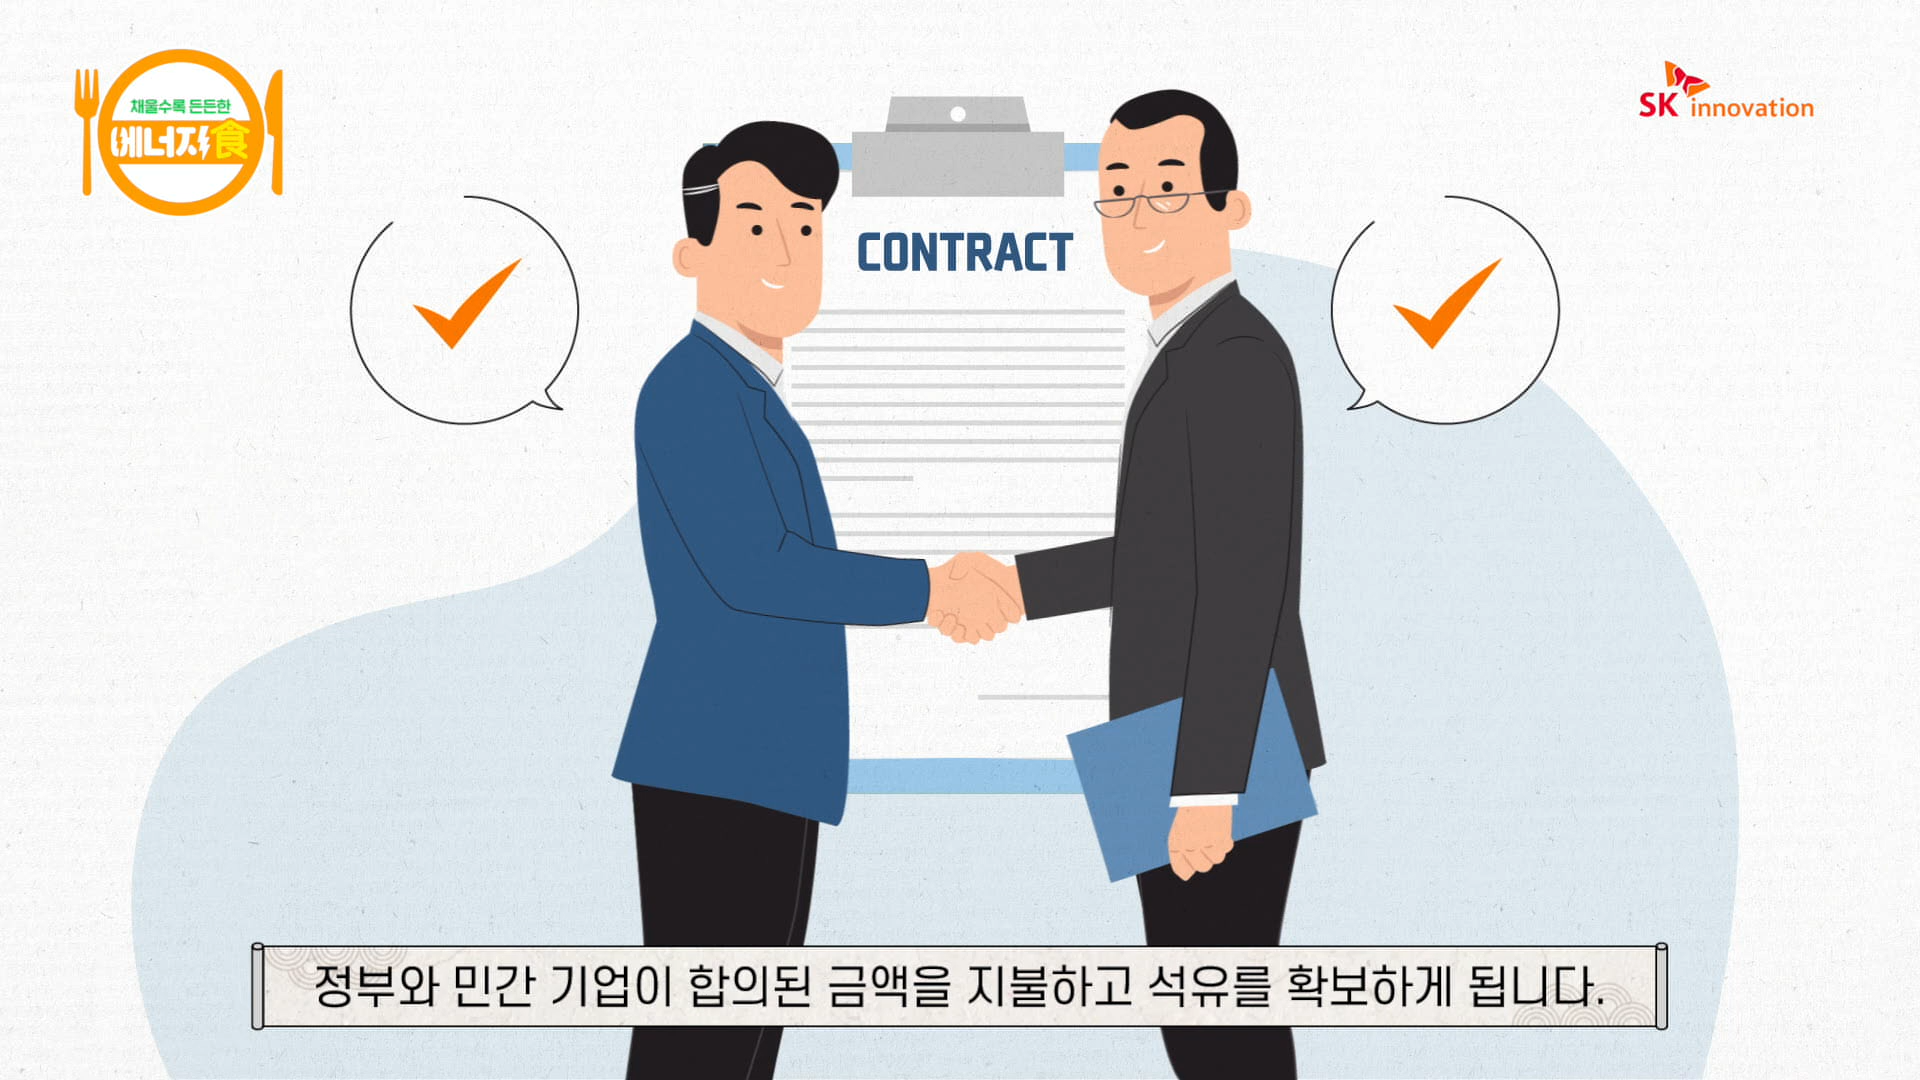 채울수록 든든한
에너지食
SK innovation
CONTRACT
정부와 민간 기업이 합의된 금액을 지불하고 석유를 확보하게 됩니다.